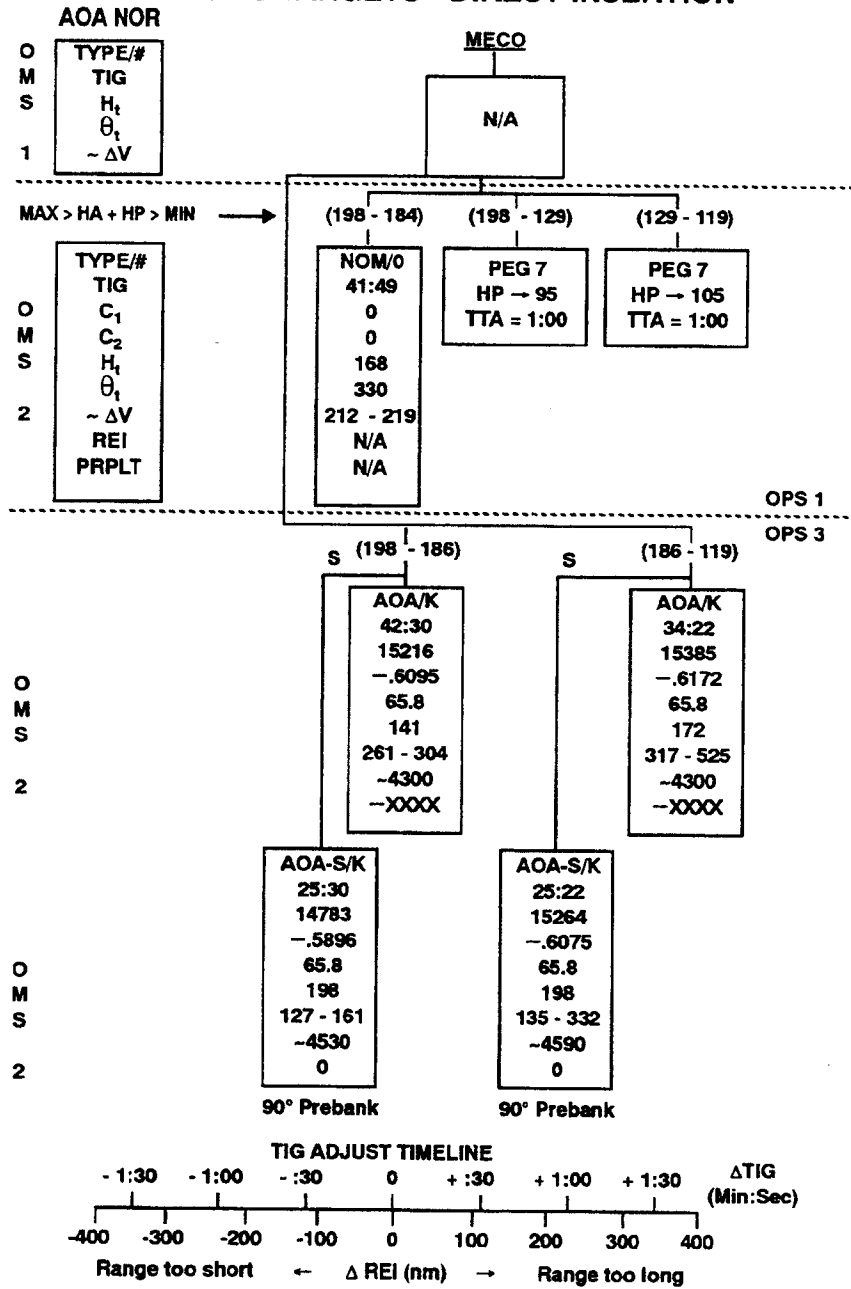 AOA NOR
MECO
O M S 1
TYPE/#
TIG
Ht
θt
~ ΔV
N/A
MAX > HA + HP > MIN
(198 - 184) (198 - 129) (129 - 119)
O M S 2
TYPE/#
TIG
C1
C2
Ht
θt
~ ΔV
REI
PRPLT
NOM/0
41:49
0
0
168
330
212 - 219
N/A
N/A
PEG 7
HP → 95
TTA = 1:00
PEG 7
HP → 105
TTA = 1:00
OPS 1
OPS 3
S (198 - 186) S (186 - 119)
O M S 2
AOA/K
42:30
15216
—.6095
65.8
141
261 - 304
~4300
—XXXX
AOA/K
34:22
15385
—.6172
65.8
172
317 - 525
~4300
—XXXX
O M S 2
AOA-S/K
25:30
14783
—.5896
65.8
198
127 - 161
~4530
0
90° Prebank
AOA-S/K
25:22
15264
—.6075
65.8
198
135 - 332
~4590
0
90° Prebank
TIG ADJUST TIMELINE
- 1:30 - 1:00 - :30 0 + :30 + 1:00 + 1:30 ΔTIG
(Min:Sec)
-400 -300 -200 -100 0 100 200 300 400
Range too short ← Δ REI (nm) → Range too long